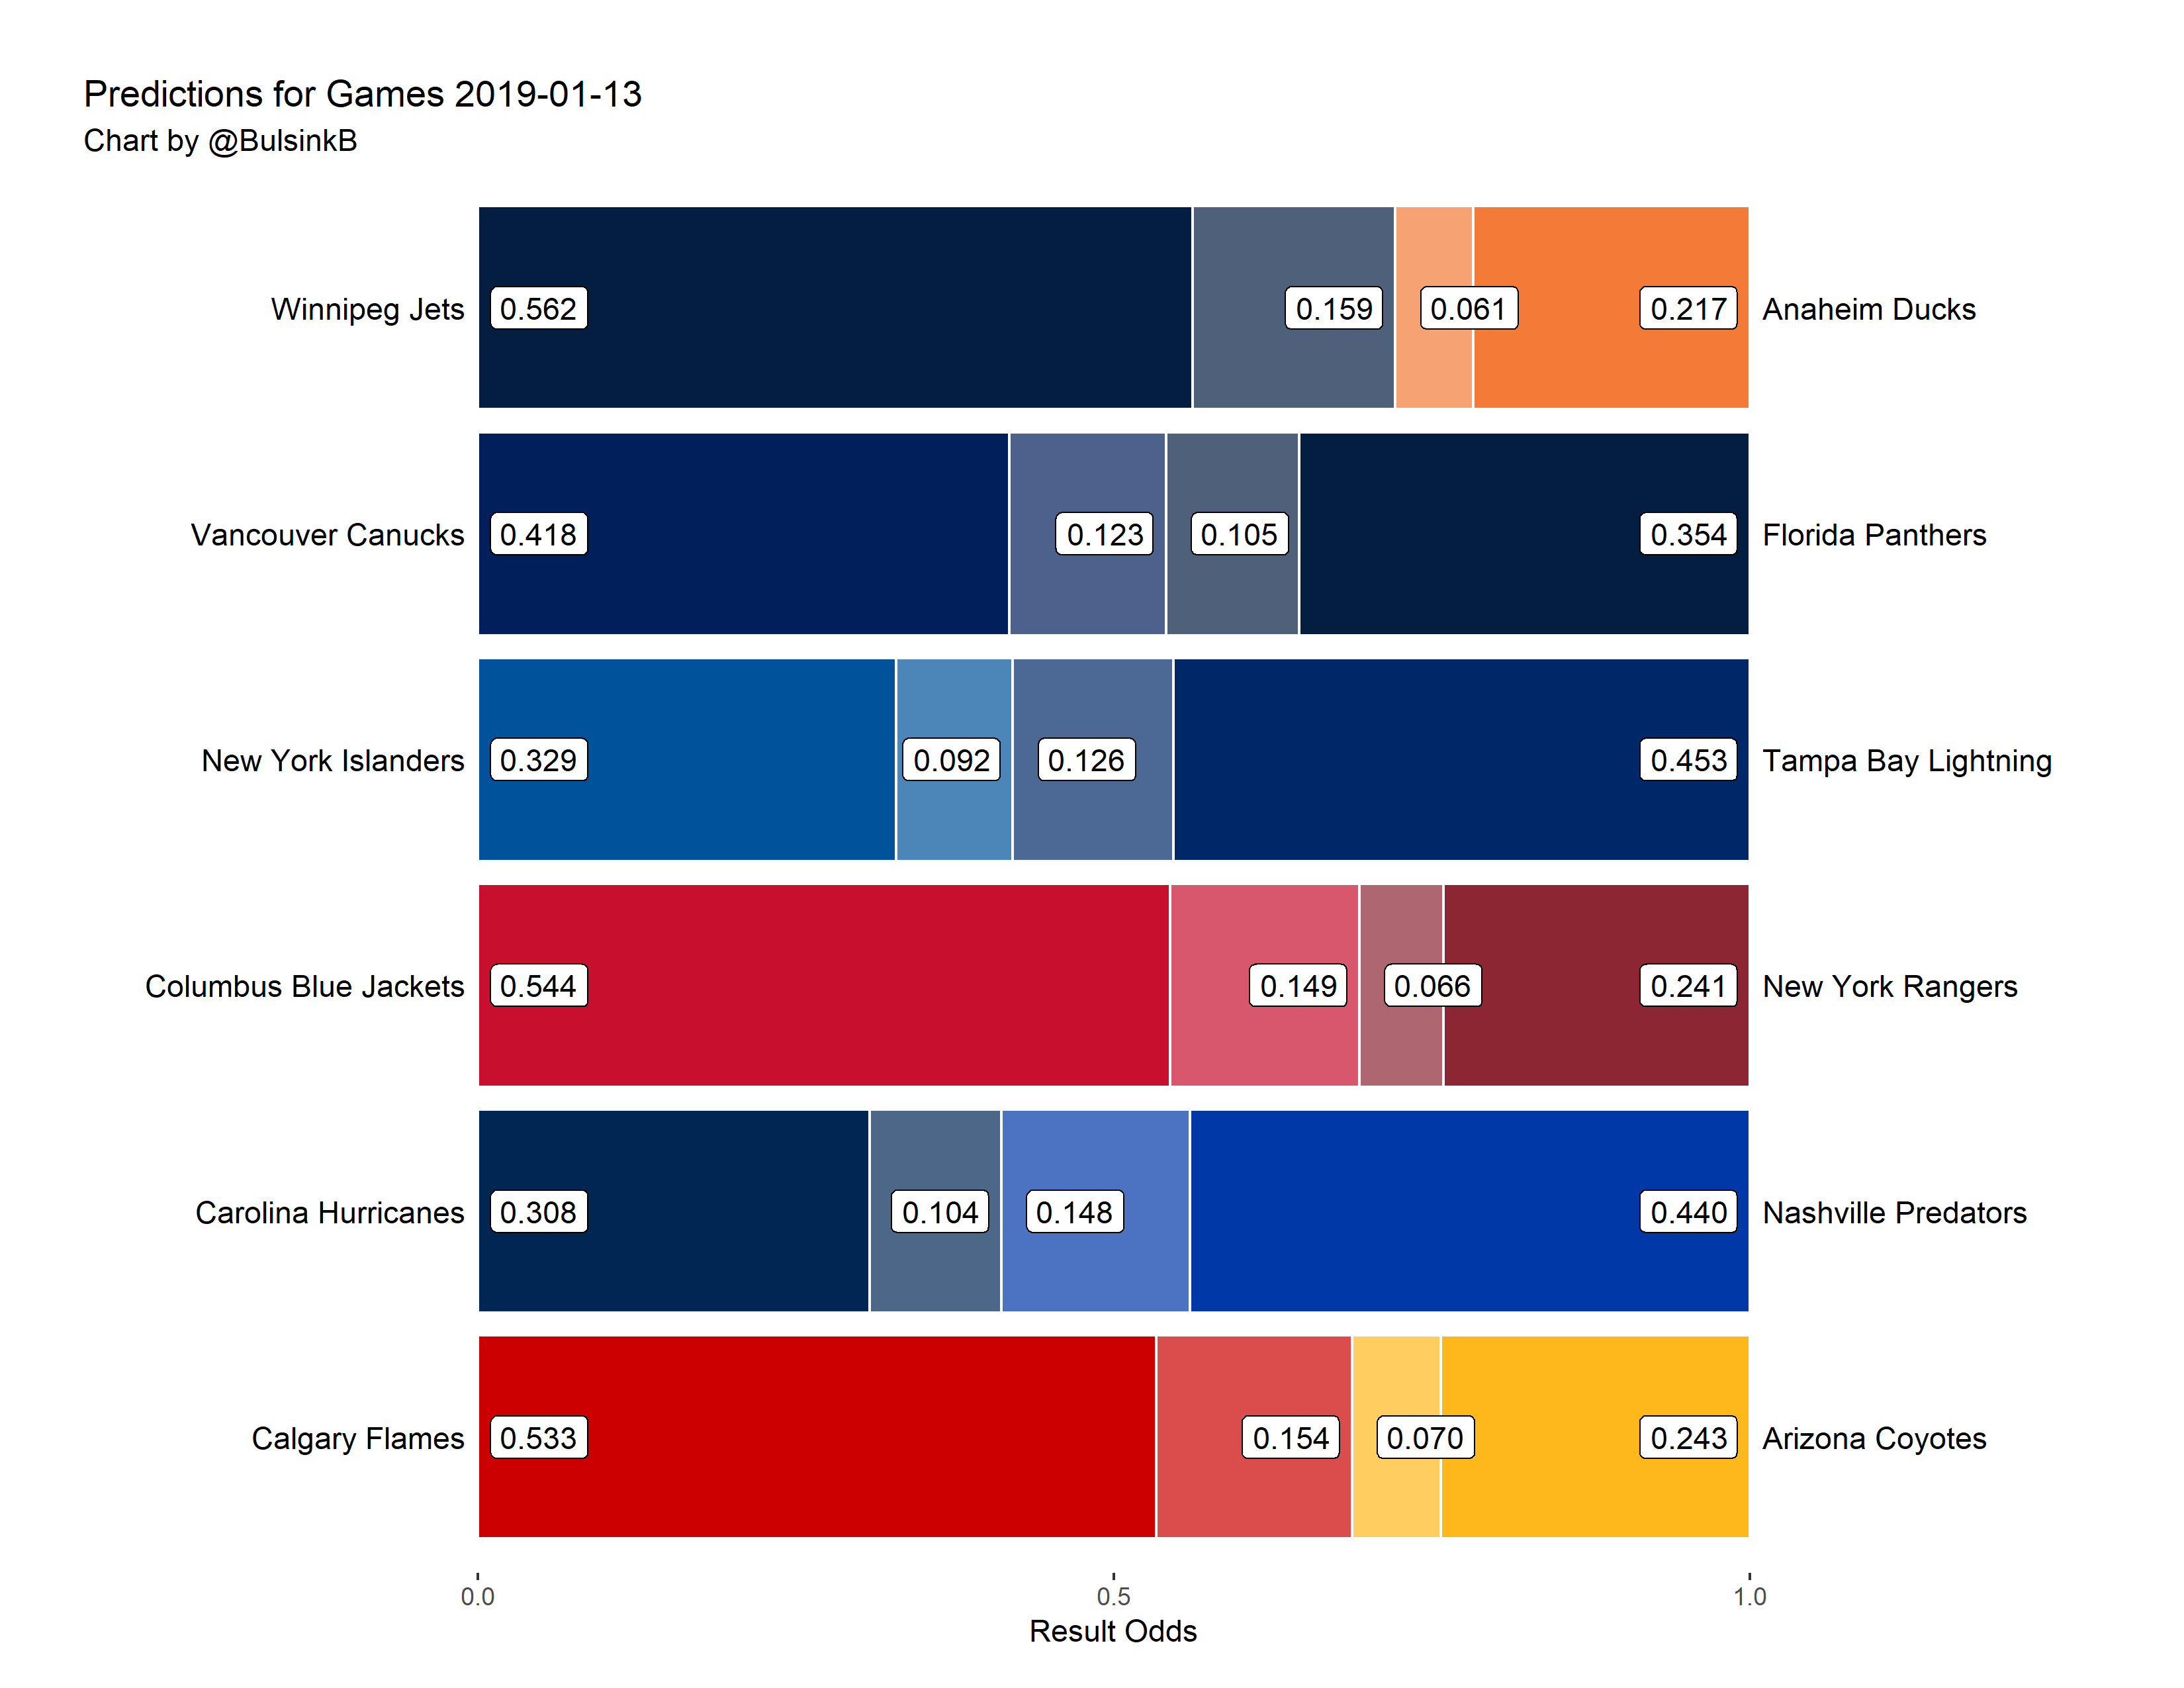 Predictions for Games 2019-01-13
Chart by @BulsinkB
Winnipeg Jets 0.562 0.159 0.061 0.217 Anaheim Ducks
Vancouver Canucks 0.418 0.123 0.105 0.354 Florida Panthers
New York Islanders 0.329 0.092 0.126 0.453 Tampa Bay Lightning
Columbus Blue Jackets 0.544 0.149 0.066 0.241 New York Rangers
Carolina Hurricanes 0.308 0.104 0.148 0.440 Nashville Predators
Calgary Flames 0.533 0.154 0.070 0.243 Arizona Coyotes
0.0 0.5 1.0
Result Odds